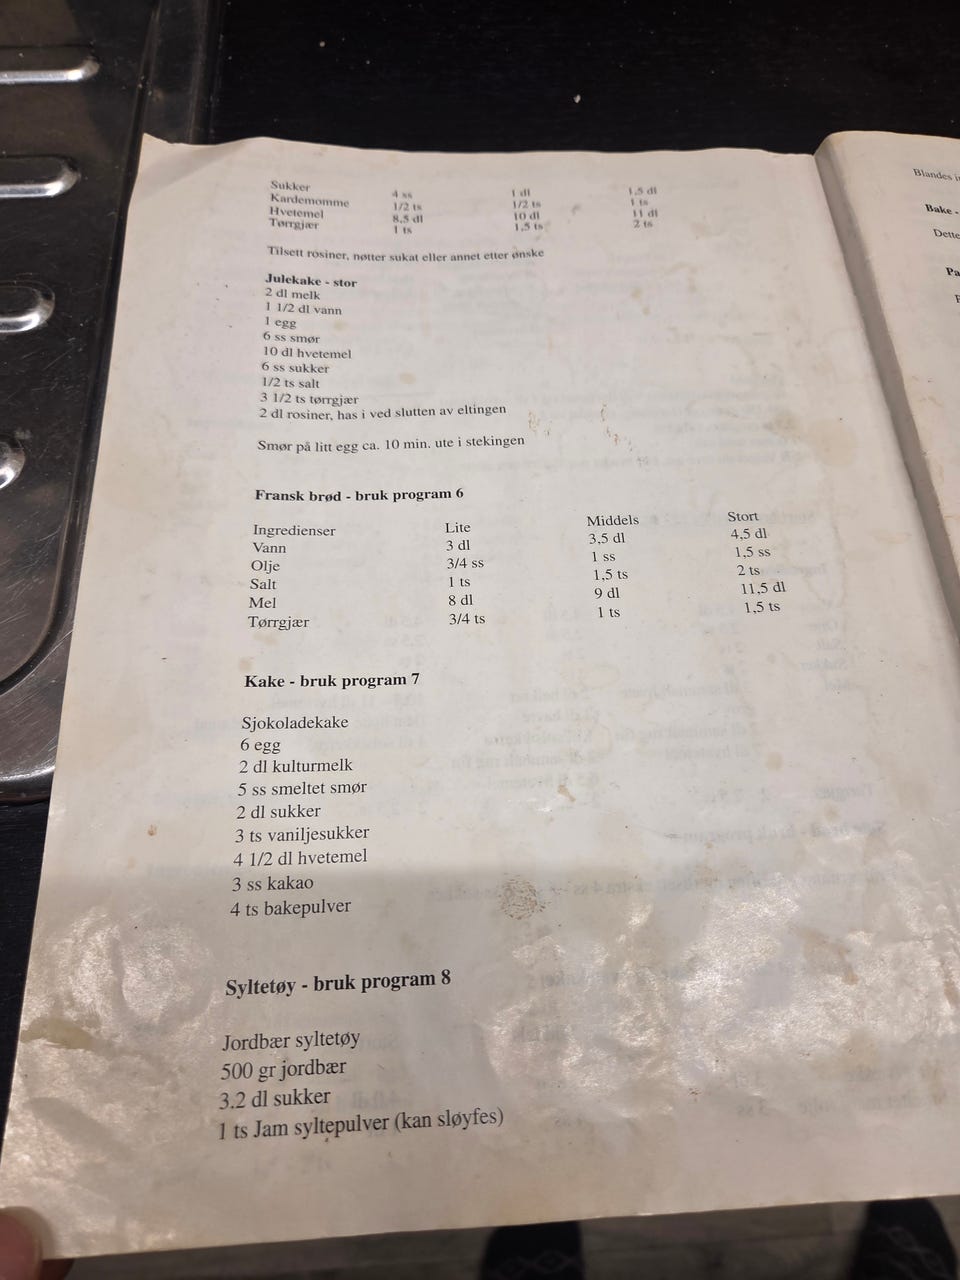 Sukker 4 ss 1 dl 1,5 dl
Kardemomme 1/2 ts 1/2 ts 1 ts
Hvetemel 8,5 dl 10 dl 11 dl
Tørrgjær 1 ts 1,5 ts 2 ts
Tilsett rosiner, nøtter sukat eller annet etter ønske
Julekake - stor
2 dl melk
1 1/2 dl vann
1 egg
6 ss smør
10 dl hvetemel
6 ss sukker
1/2 ts salt
3 1/2 ts tørrgjær
2 dl rosiner, has i ved slutten av eltingen
Smør på litt egg ca. 10 min. ute i stekingen
Fransk brød - bruk program 6
Ingredienser Lite Middels Stort
Vann 3 dl 3,5 dl 4,5 dl
Olje 3/4 ss 1 ss 1,5 ss
Salt 1 ts 1,5 ts 2 ts
Mel 8 dl 9 dl 11,5 dl
Tørrgjær 3/4 ts 1 ts 1,5 ts
Kake - bruk program 7
Sjokoladekake
6 egg
2 dl kulturmelk
5 ss smeltet smør
2 dl sukker
3 ts vaniljesukker
4 1/2 dl hvetemel
3 ss kakao
4 ts bakepulver
Syltetøy - bruk program 8
Jordbær syltetøy
500 gr jordbær
3.2 dl sukker
1 ts Jam syltepulver (kan sløyfes)
Blandes
Bake -
Dette